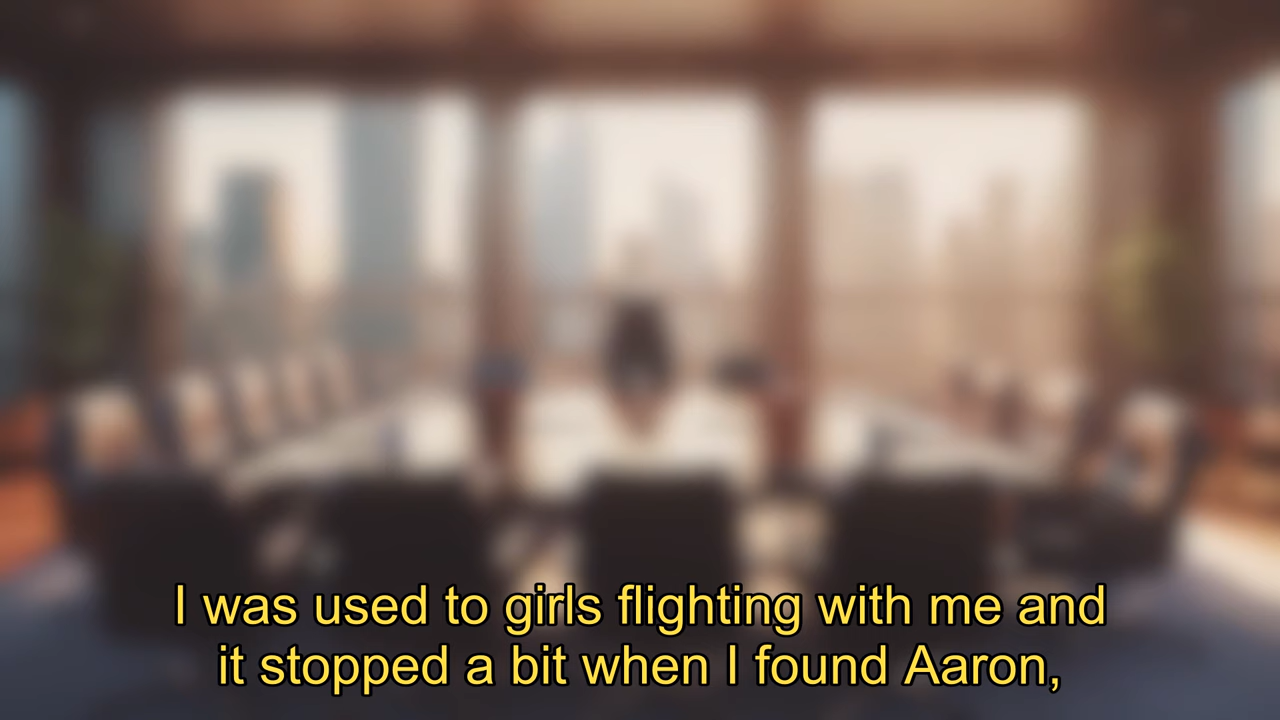 I was used to girls flighting with me and
it stopped a bit when I found Aaron,